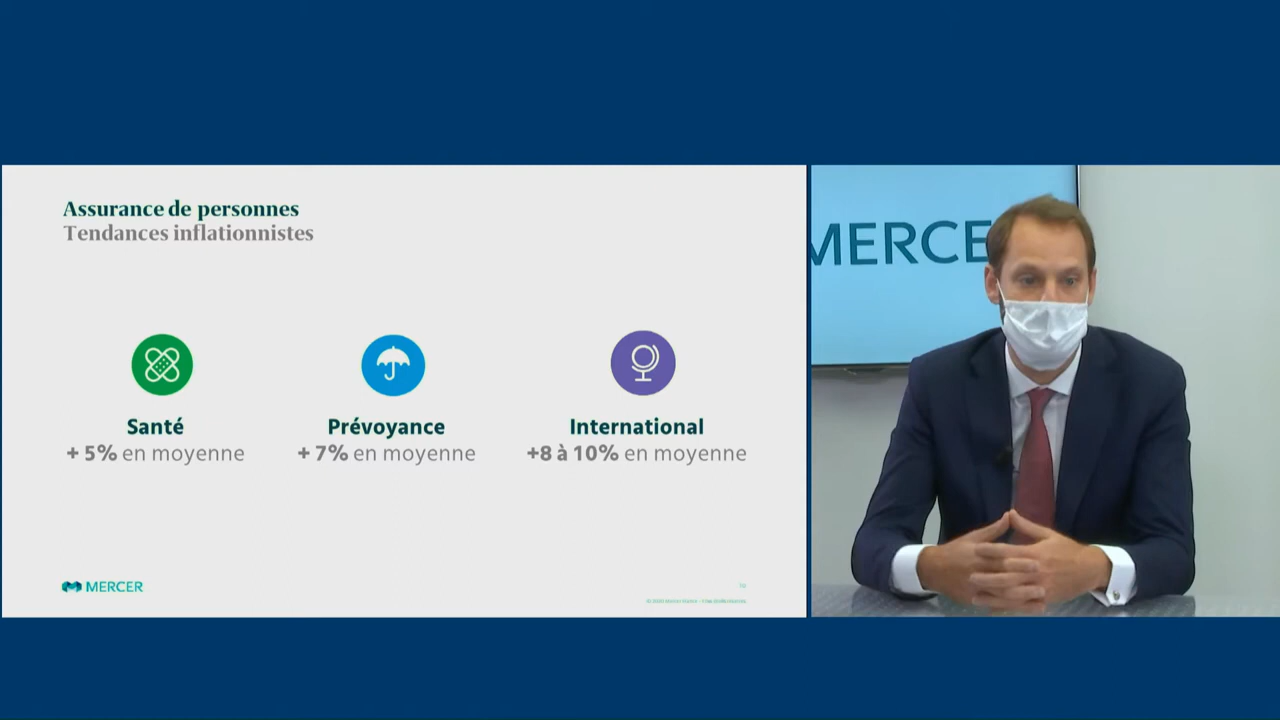 Assurance de personnes
Tendances inflationnistes
Santé
+ 5% en moyenne
Prévoyance
+ 7% en moyenne
International
+8 à 10% en moyenne
MERCER
MERCE